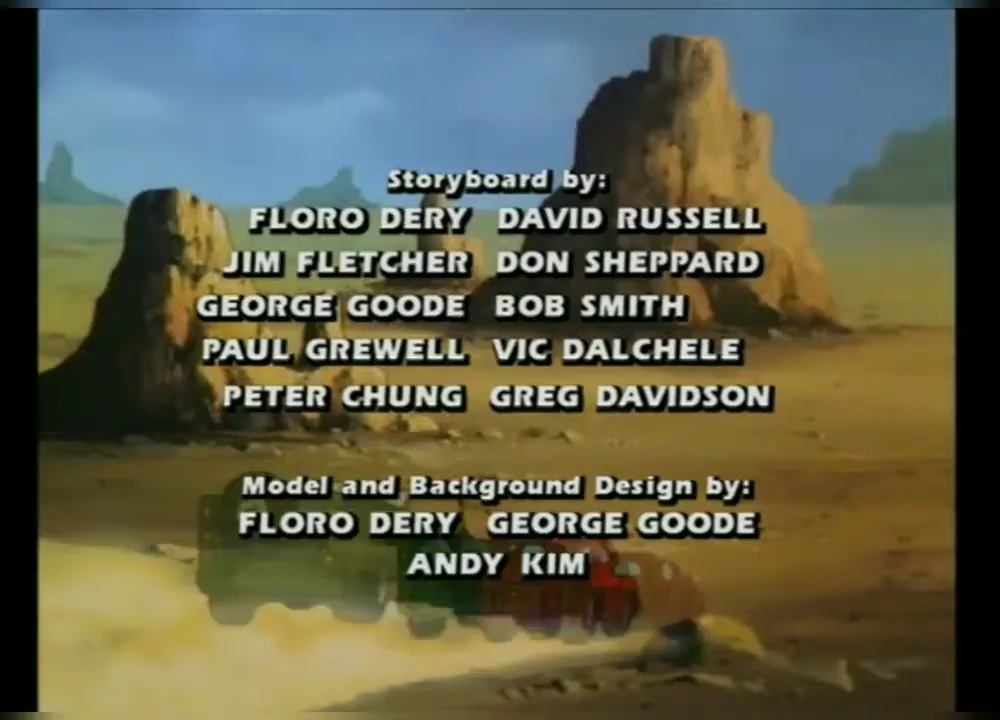 Storyboard by:
FLORO DERY DAVID RUSSELL
JIM FLETCHER DON SHEPPARD
GEORGE GOODE BOB SMITH
PAUL GREWELL VIC DALCHELE
PETER CHUNG GREG DAVIDSON
Model and Background Design by:
FLORO DERY GEORGE GOODE
ANDY KIM